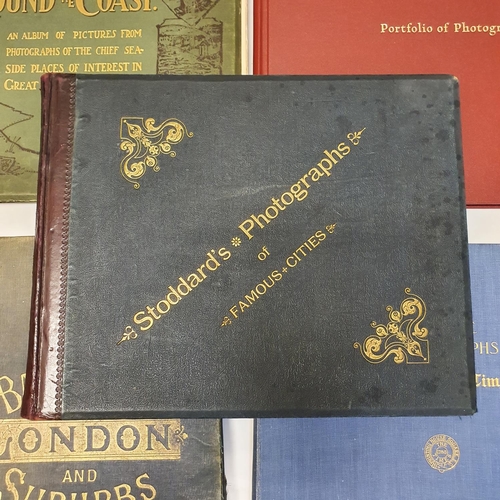 OUND THE COAST.
AN ALBUM OF PICTURES FROM
PHOTOGRAPHS OF THE CHIEF SEA-
SIDE PLACES OF INTEREST IN
GREAT
Portfolio of Photogra
Stoddard's Photographs
of
FAMOUS + CITIES
LONDON
AND
SUBURBS
PHS
Tim